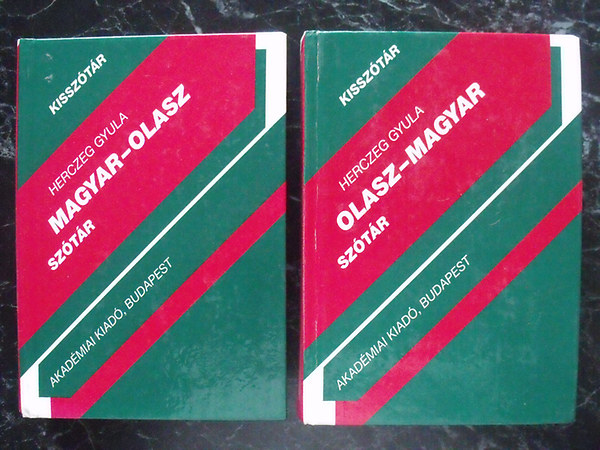 KISSZÓTÁR
HERCZEG GYULA
MAGYAR–OLASZ
SZÓTÁR
AKADÉMIAI KIADÓ, BUDAPEST
KISSZÓTÁR
HERCZEG GYULA
OLASZ–MAGYAR
SZÓTÁR
AKADÉMIAI KIADÓ, BUDAPEST